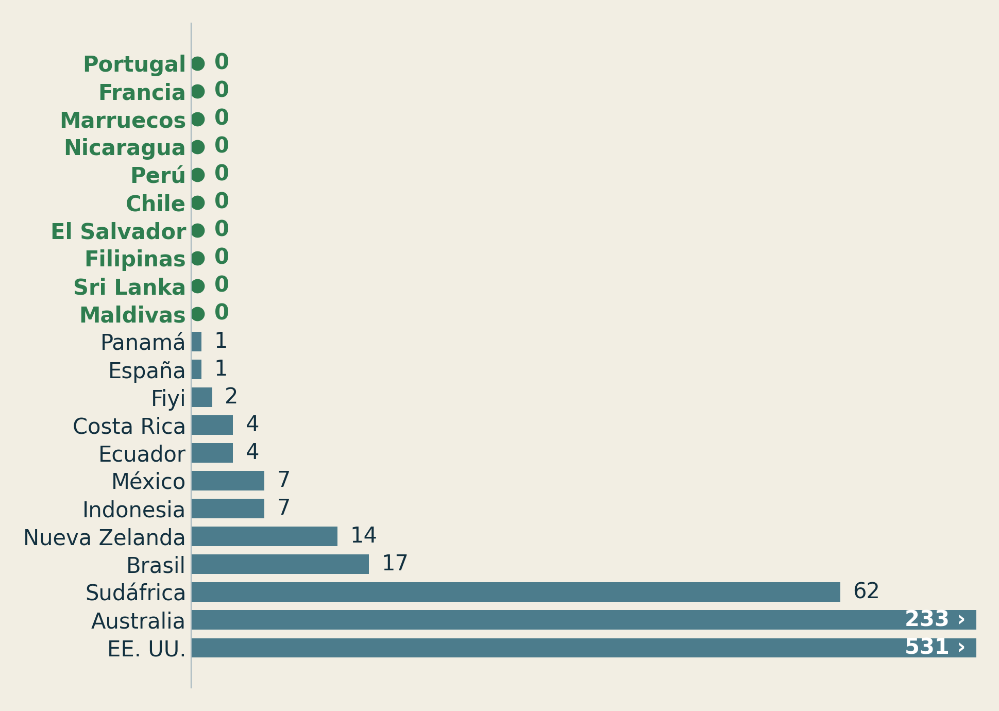 Portugal 0
Francia 0
Marruecos 0
Nicaragua 0
Perú 0
Chile 0
El Salvador 0
Filipinas 0
Sri Lanka 0
Maldivas 0
Panamá 1
España 1
Fiyi 2
Costa Rica 4
Ecuador 4
México 7
Indonesia 7
Nueva Zelanda 14
Brasil 17
Sudáfrica 62
Australia 233 ›
EE. UU. 531 ›